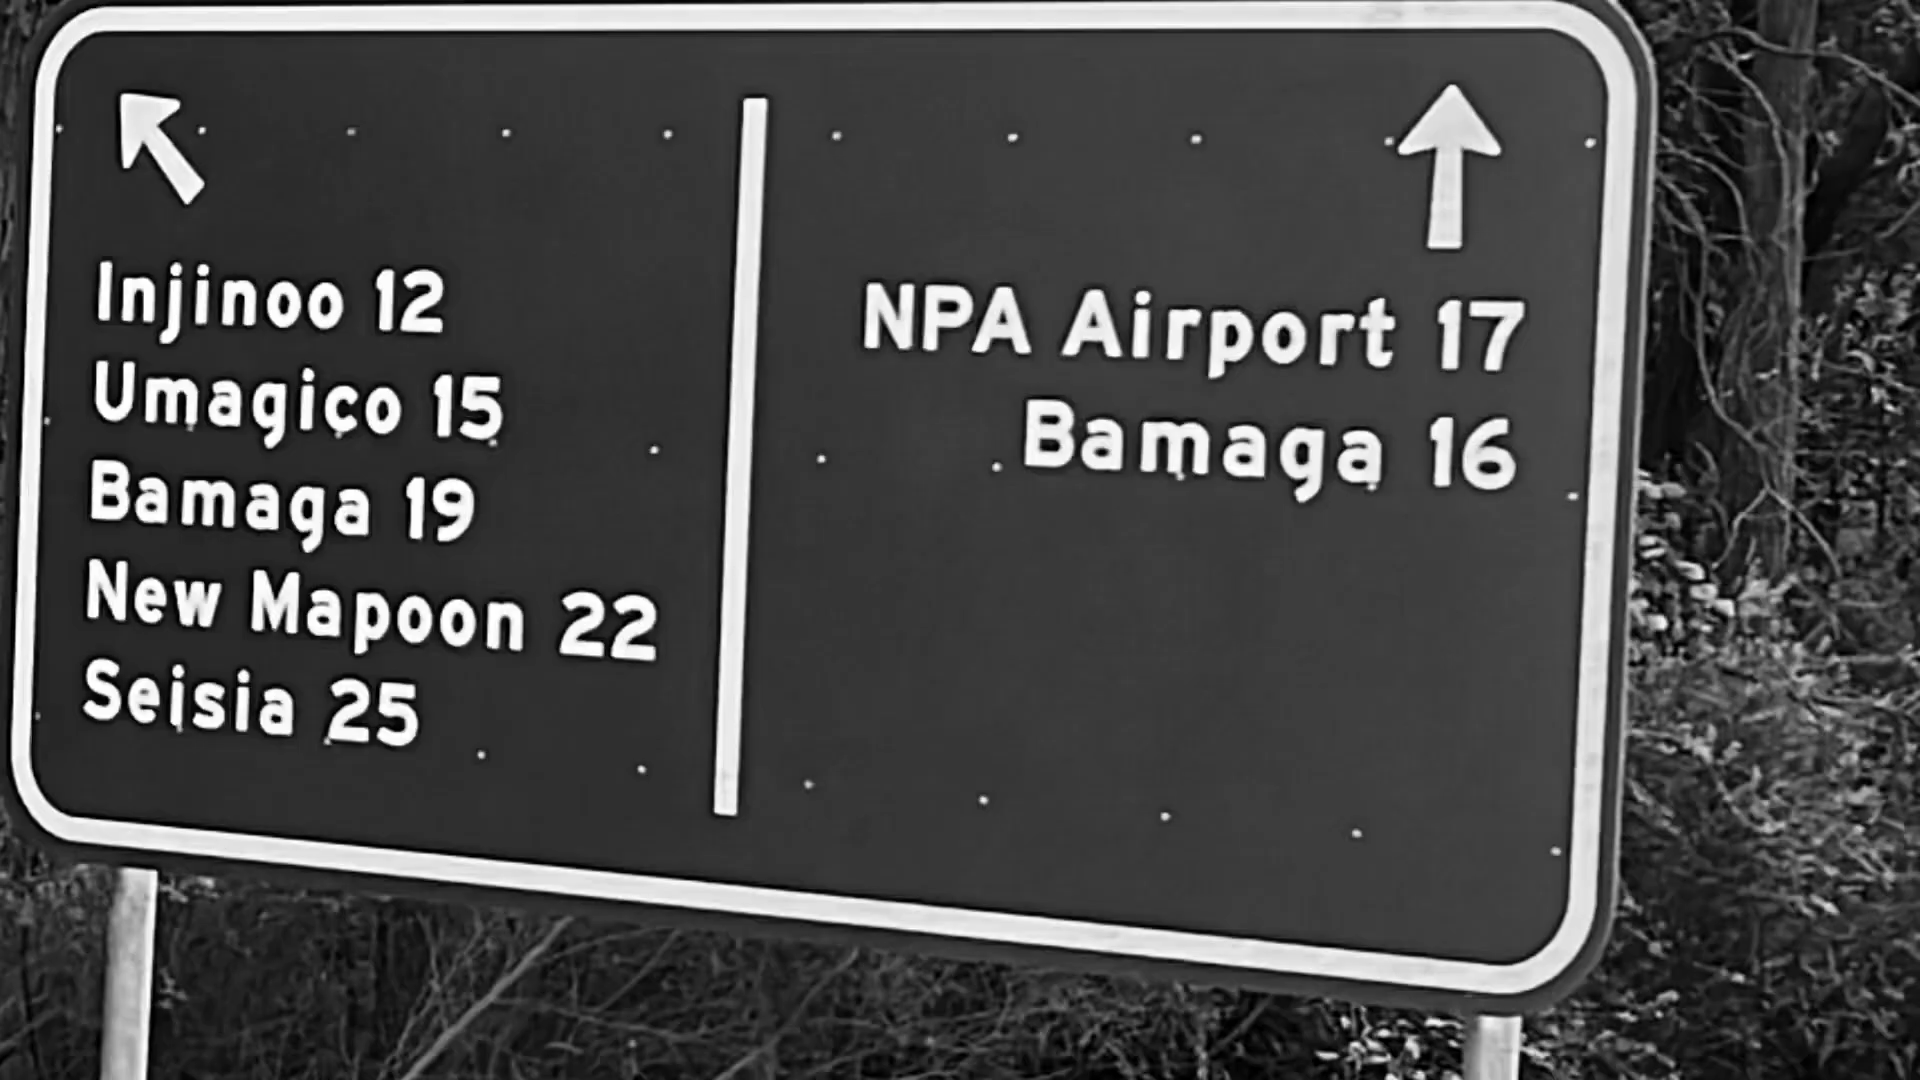 Injinoo 12
Umagico 15
Bamaga 19
New Mapoon 22
Seisia 25
NPA Airport 17
Bamaga 16